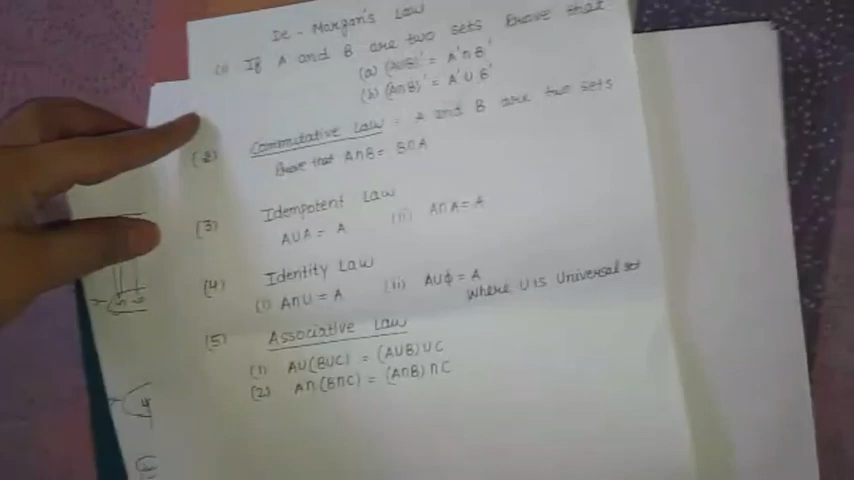 De-Morgan's Law
(1) If A and B are two sets Prove that
(a) (A∪B)' = A'∩B'
(b) (A∩B)' = A'∪B'
(2) Commutative Law = A and B are two sets
Prove that A∩B = B∩A
(3) Idempotent Law
A∪A = A (ii) A∩A = A
(4) Identity Law
(i) A∩U = A (ii) A∪ϕ = A
where U is Universal set
(5) Associative Law
(1) A∪(B∪C) = (A∪B)∪C
(2) A∩(B∩C) = (A∩B)∩C